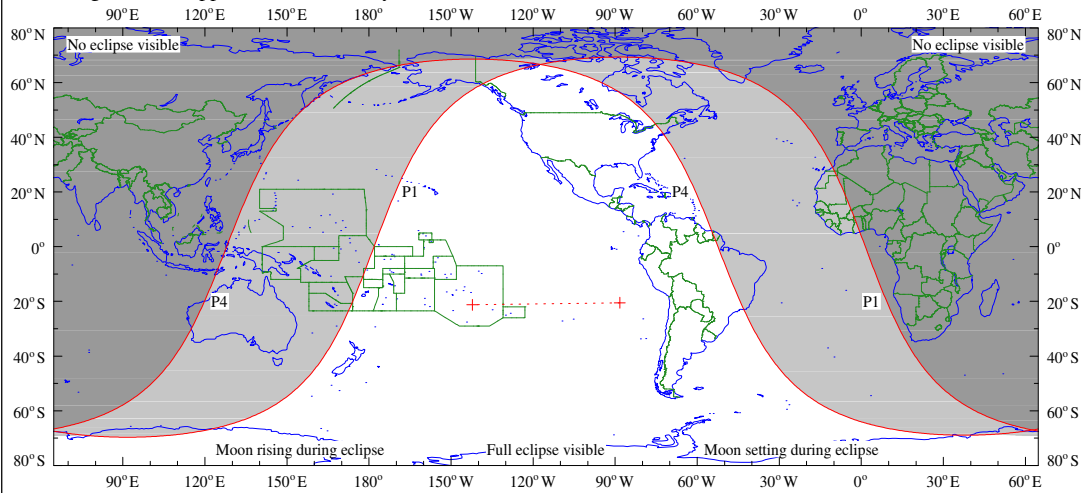 90°E 120°E 150°E 180° 150°W 120°W 90°W 60°W 30°W 0° 30°E 60°E
80°N No eclipse visible No eclipse visible 80°N
60°N 60°N
40°N 40°N
20°N P1 P4 20°N
0° 0°
20°S P4 P1 20°S
40°S 40°S
60°S 60°S
Moon rising during eclipse Full eclipse visible Moon setting during eclipse
80°S 80°S
90°E 120°E 150°E 180° 150°W 120°W 90°W 60°W 30°W 0° 30°E 60°E